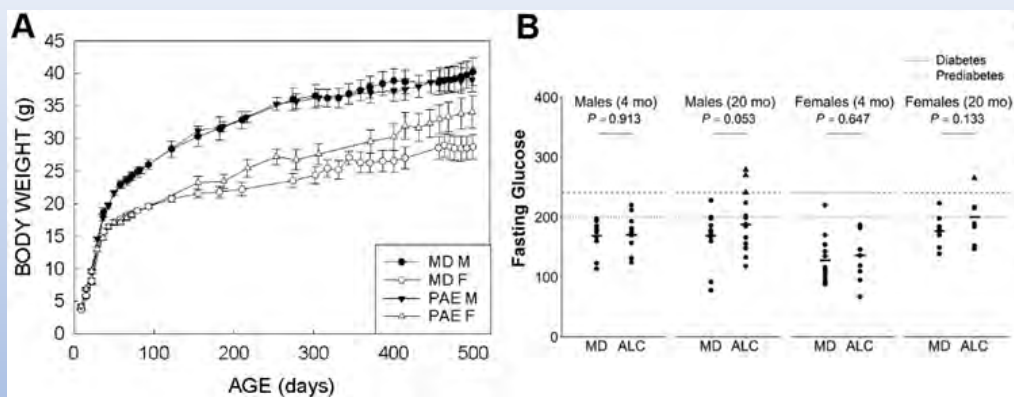 A
BODY WEIGHT (g)
45
40
35
30
25
20
15
10
5
0
MD M
MD F
PAE M
PAE F
0 100 200 300 400 500
AGE (days)
B
Diabetes
Prediabetes
Fasting Glucose
400
300
200
100
0
Males (4 mo) Males (20 mo) Females (4 mo) Females (20 mo)
P = 0.913 P = 0.053 P = 0.647 P = 0.133
MD ALC MD ALC MD ALC MD ALC